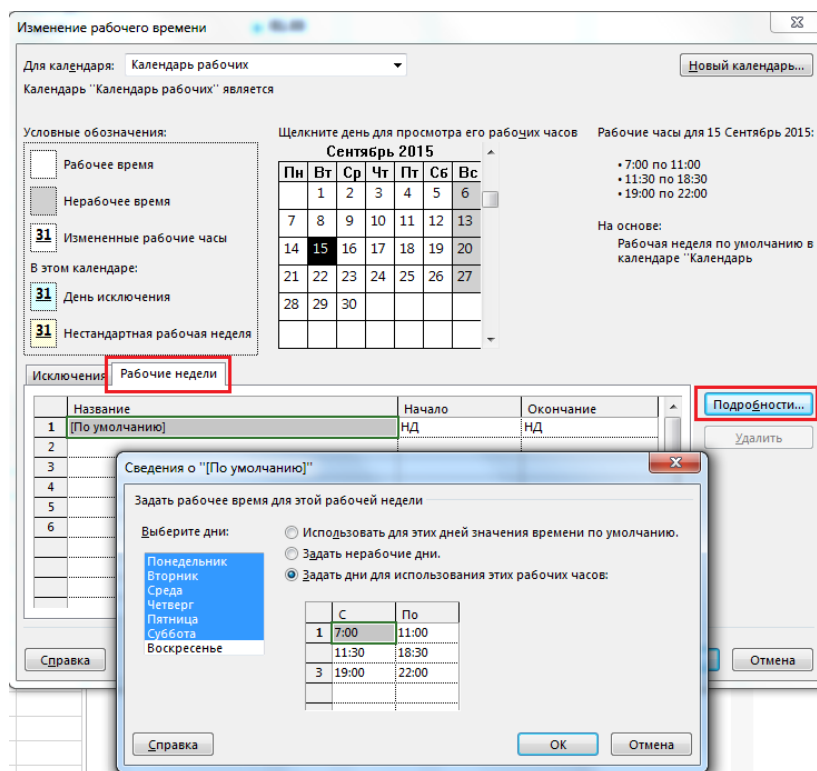 Изменение рабочего времени
Для календаря: Календарь рабочих
Новый календарь...
Календарь ''Календарь рабочих'' является
Условные обозначения:
Рабочее время
Нерабочее время
31 Измененные рабочие часы
В этом календаре:
31 День исключения
31 Нестандартная рабочая неделя
Щелкните день для просмотра его рабочих часов
Сентябрь 2015
Пн Вт Ср Чт Пт Сб Вс
1 2 3 4 5 6
7 8 9 10 11 12 13
14 15 16 17 18 19 20
21 22 23 24 25 26 27
28 29 30
Рабочие часы для 15 Сентябрь 2015:
• 7:00 по 11:00
• 11:30 по 18:30
• 19:00 по 22:00
На основе:
Рабочая неделя по умолчанию в
календаре ''Календарь
Исключения Рабочие недели
Название Начало Окончание
1 [По умолчанию] НД НД
2
3
4
5
6
Подробности...
Удалить
Сведения о ''[По умолчанию]''
Задать рабочее время для этой рабочей недели
Выберите дни:
Понедельник
Вторник
Среда
Четверг
Пятница
Суббота
Воскресенье
Использовать для этих дней значения времени по умолчанию.
Задать нерабочие дни.
Задать дни для использования этих рабочих часов:
С По
1 7:00 11:00
11:30 18:30
3 19:00 22:00
Справка
ОК
Отмена
Справка
Отмена